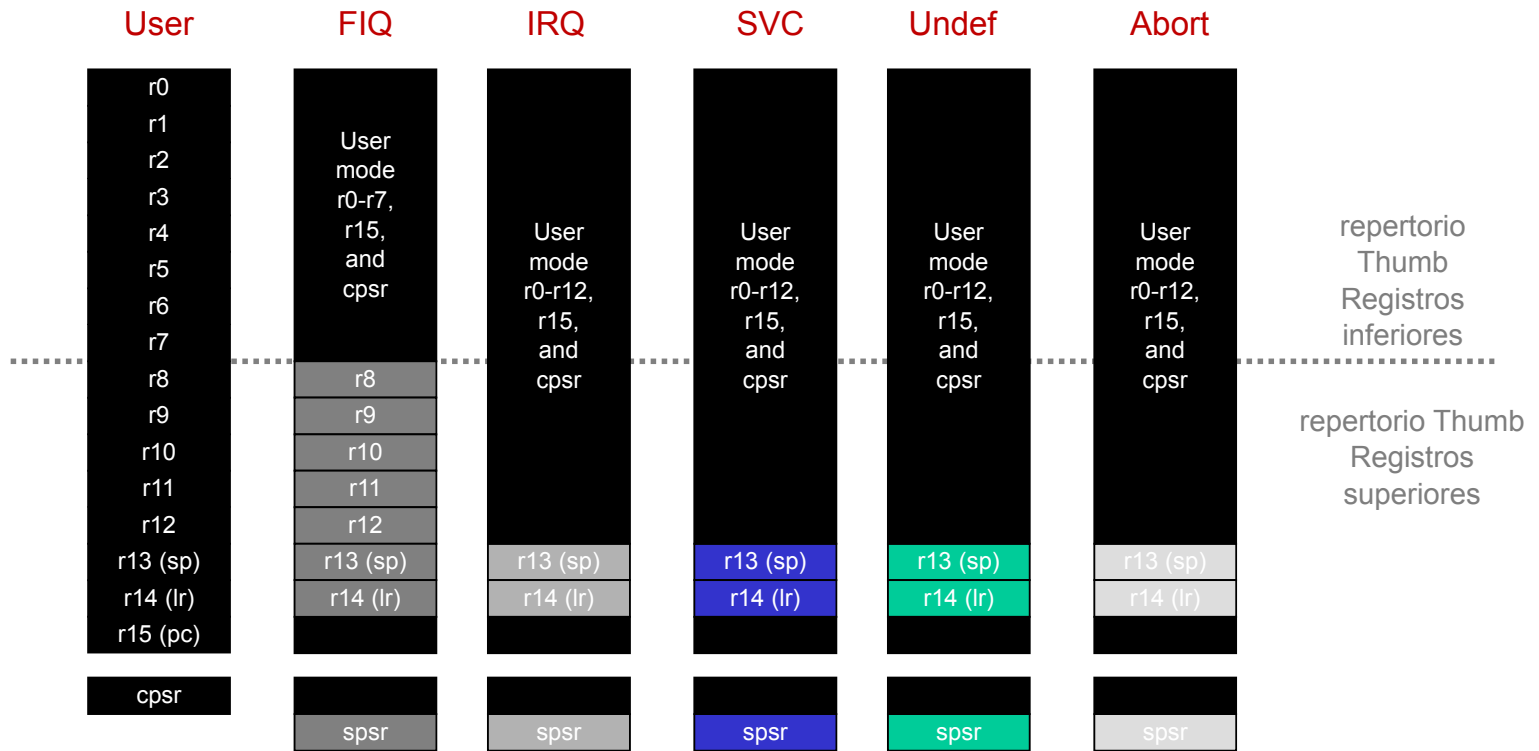 User
FIQ
IRQ
SVC
Undef
Abort
r0
r1
r2
r3
r4
r5
r6
r7
r8
r9
r10
r11
r12
r13 (sp)
r14 (lr)
r15 (pc)
cpsr
User
mode
r0-r7,
r15,
and
cpsr
r8
r9
r10
r11
r12
r13 (sp)
r14 (lr)
spsr
User
mode
r0-r12,
r15,
and
cpsr
r13 (sp)
r14 (lr)
spsr
User
mode
r0-r12,
r15,
and
cpsr
r13 (sp)
r14 (lr)
spsr
User
mode
r0-r12,
r15,
and
cpsr
r13 (sp)
r14 (lr)
spsr
User
mode
r0-r12,
r15,
and
cpsr
r13 (sp)
r14 (lr)
spsr
repertorio
Thumb
Registros
inferiores
repertorio Thumb
Registros
superiores